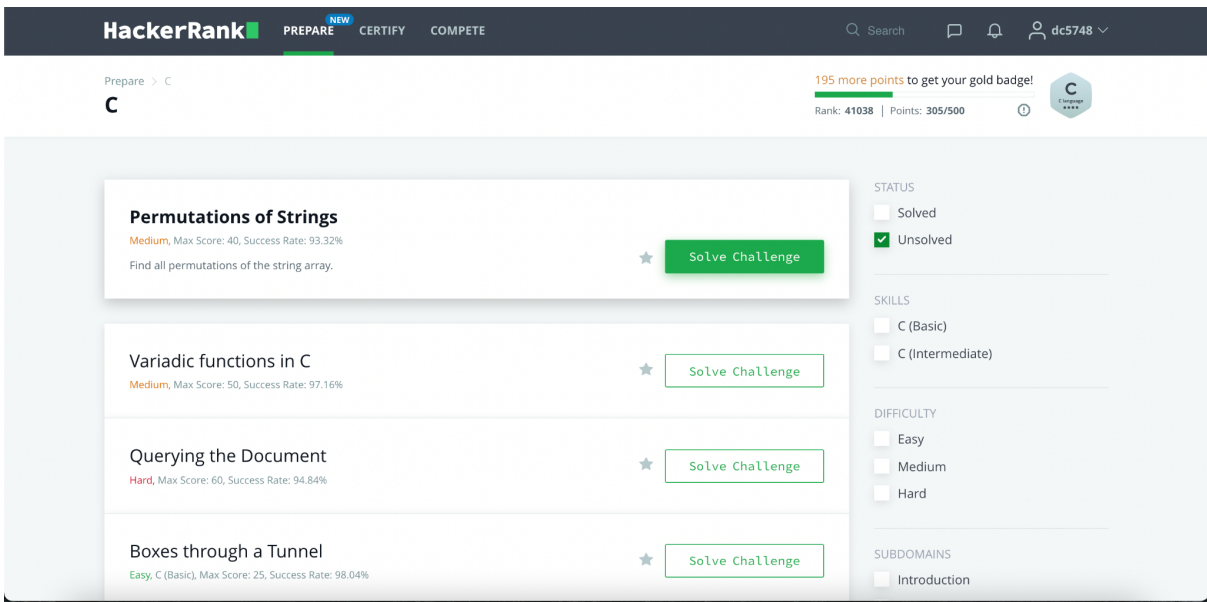 HackerRank PREPARE NEW CERTIFY COMPETE Search dc5748
Prepare > C
C
195 more points to get your gold badge!
Rank: 41038 | Points: 305/500
C
C language
Permutations of Strings
Medium, Max Score: 40, Success Rate: 93.32%
Find all permutations of the string array.
Solve Challenge
Variadic functions in C
Medium, Max Score: 50, Success Rate: 97.16%
Solve Challenge
Querying the Document
Hard, Max Score: 60, Success Rate: 94.84%
Solve Challenge
Boxes through a Tunnel
Easy, C (Basic), Max Score: 25, Success Rate: 98.04%
Solve Challenge
STATUS
Solved
Unsolved
SKILLS
C (Basic)
C (Intermediate)
DIFFICULTY
Easy
Medium
Hard
SUBDOMAINS
Introduction